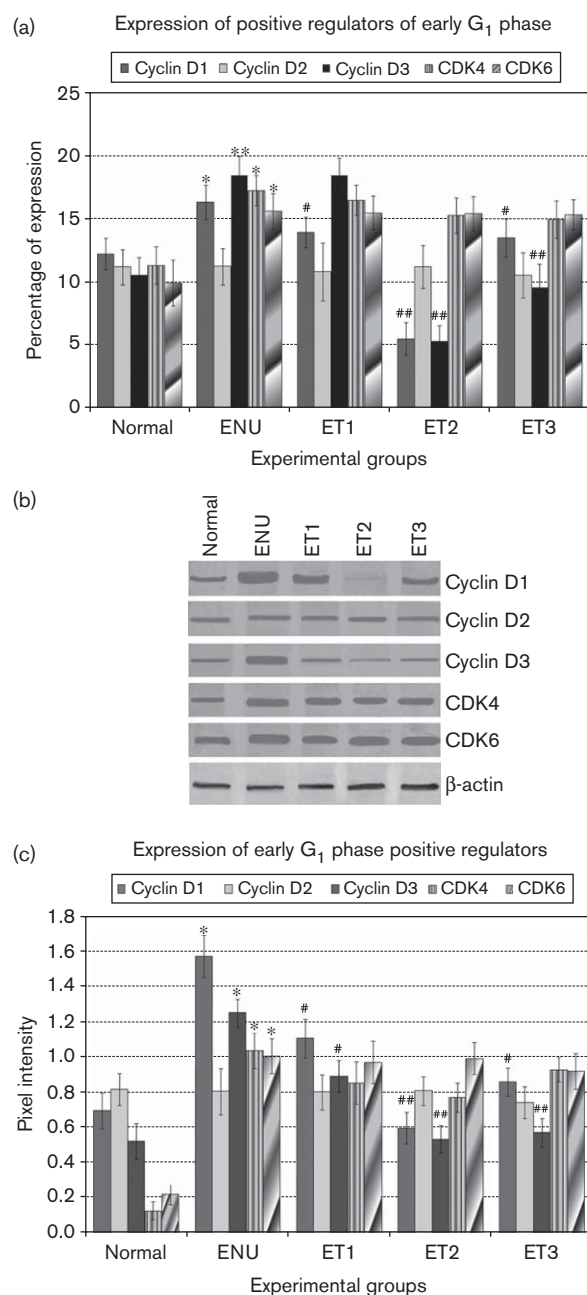 (a)
Expression of positive regulators of early G₁ phase
Cyclin D1 Cyclin D2 Cyclin D3 CDK4 CDK6
25
20
15
10
5
0
Percentage of expression
* ** * *
#
## ##
# ##
Normal ENU ET1 ET2 ET3
Experimental groups
(b)
Normal ENU ET1 ET2 ET3
Cyclin D1
Cyclin D2
Cyclin D3
CDK4
CDK6
β-actin
(c)
Expression of early G₁ phase positive regulators
Cyclin D1 Cyclin D2 Cyclin D3 CDK4 CDK6
1.8
1.6
1.4
1.2
1.0
0.8
0.6
0.4
0.2
0.0
Pixel intensity
* * * *
# #
## ##
# ##
Normal ENU ET1 ET2 ET3
Experimental groups